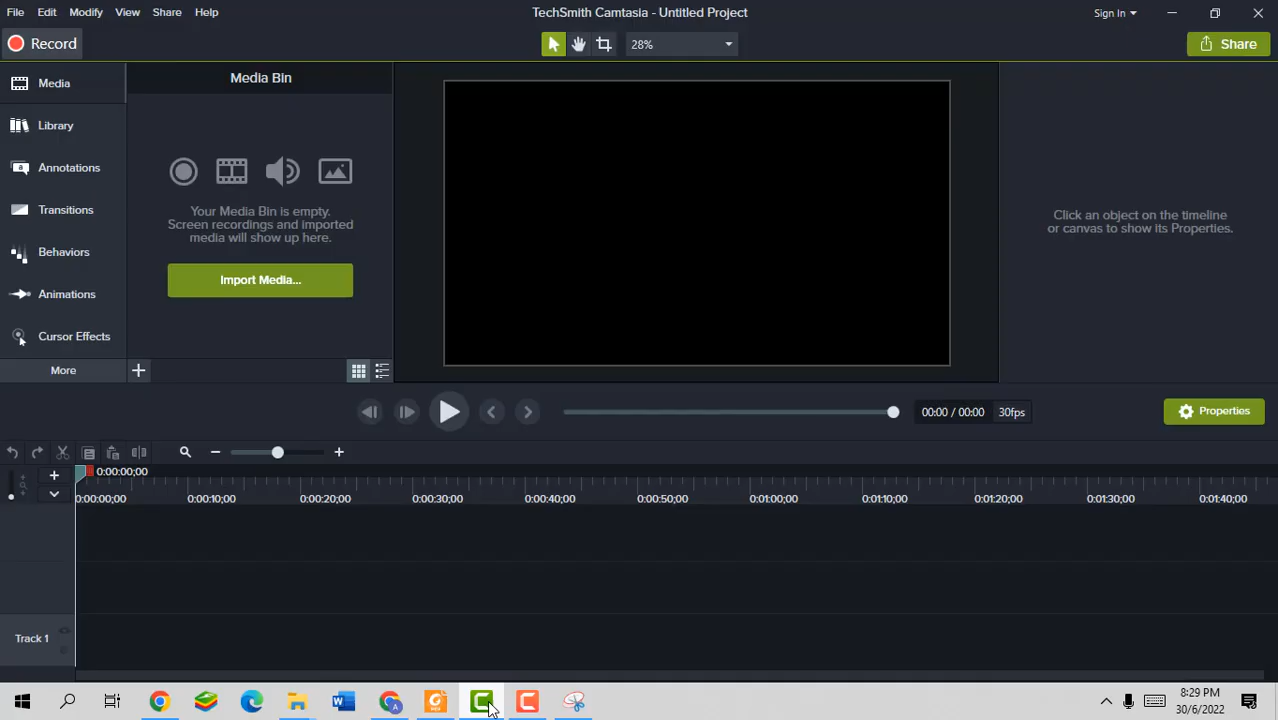 File Edit Modify View Share Help TechSmith Camtasia - Untitled Project Sign In
Record 28% Share
Media
Library
Annotations
Transitions
Behaviors
Animations
Cursor Effects
More
Media Bin
Your Media Bin is empty.
Screen recordings and imported
media will show up here.
Import Media...
Click an object on the timeline
or canvas to show its Properties.
00:00 / 00:00 30fps Properties
0:00:00;00
0:00:00;00 0:00:10;00 0:00:20;00 0:00:30;00 0:00:40;00 0:00:50;00 0:01:00;00 0:01:10;00 0:01:20;00 0:01:30;00 0:01:40;00
Track 1
8:29 PM
30/6/2022